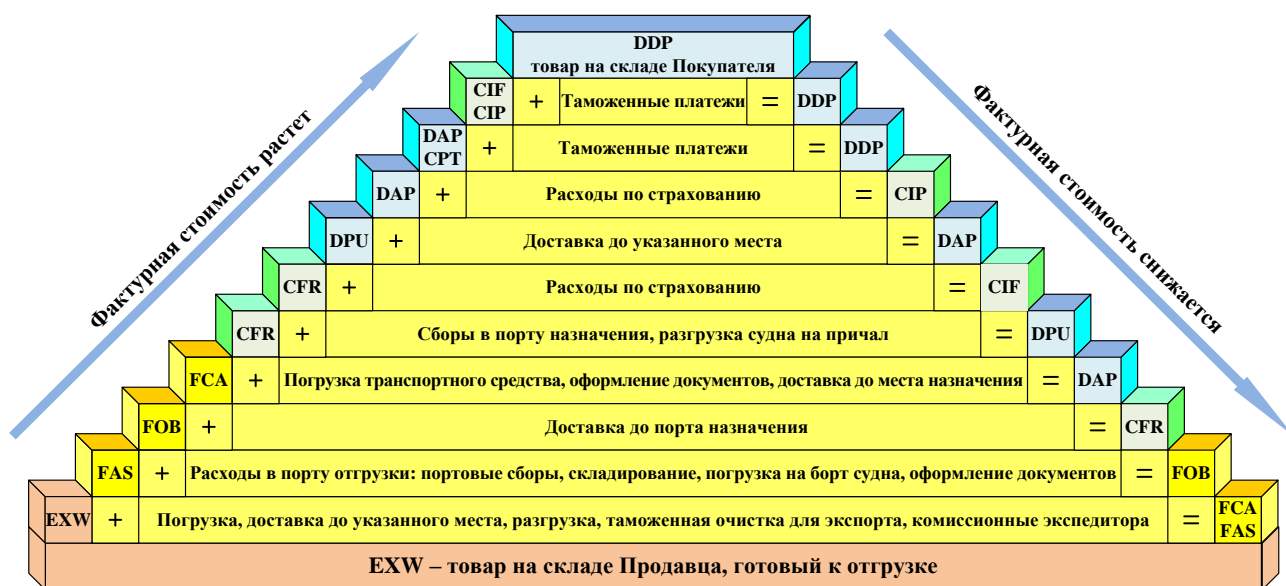 DDP
товар на складе Покупателя
CIF CIP + Таможенные платежи = DDP
DAP CPT + Таможенные платежи = DDP
DAP + Расходы по страхованию = CIP
DPU + Доставка до указанного места = DAP
CFR + Расходы по страхованию = CIF
CFR + Сборы в порту назначения, разгрузка судна на причал = DPU
FCA + Погрузка транспортного средства, оформление документов, доставка до места назначения = DAP
FOB + Доставка до порта назначения = CFR
FAS + Расходы в порту отгрузки: портовые сборы, складирование, погрузка на борт судна, оформление документов = FOB
EXW + Погрузка, доставка до указанного места, разгрузка, таможенная очистка для экспорта, комиссионные экспедитора = FCA FAS
EXW – товар на складе Продавца, готовый к отгрузке
Фактурная стоимость растет
Фактурная стоимость снижается